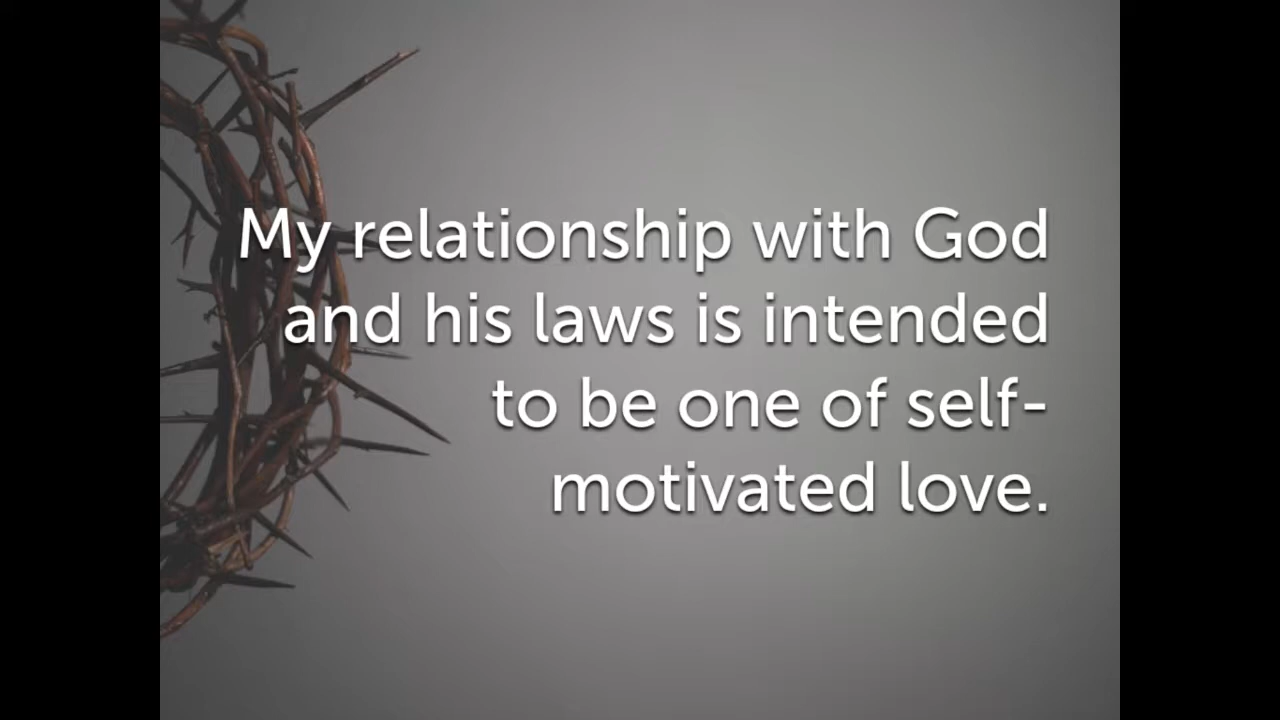 My relationship with God
and his laws is intended
to be one of self-
motivated love.